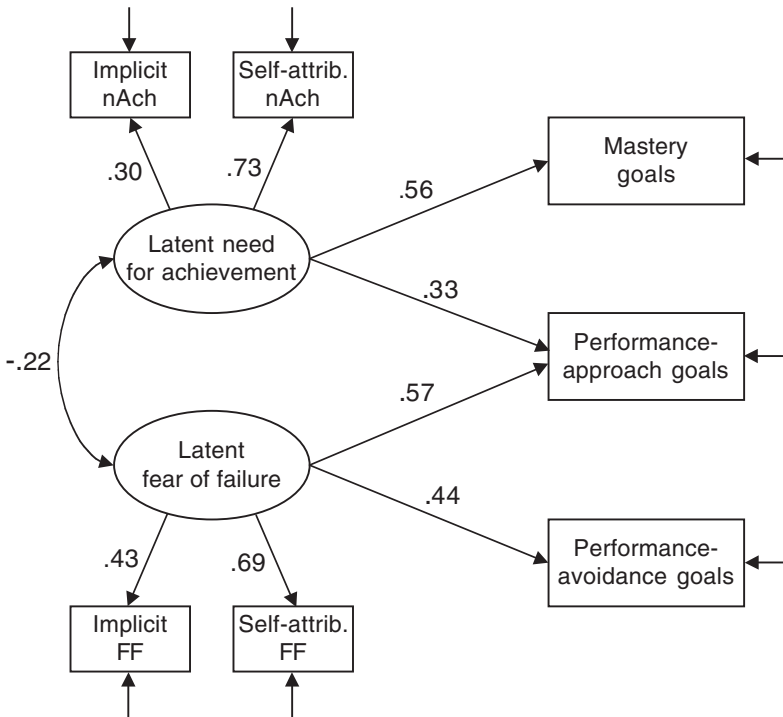 Implicit
nAch
Self-attrib.
nAch
.30
.73
Mastery
goals
.56
Latent need
for achievement
.33
-.22
Performance-
approach goals
.57
Latent
fear of failure
.44
.43
.69
Performance-
avoidance goals
Implicit
FF
Self-attrib.
FF